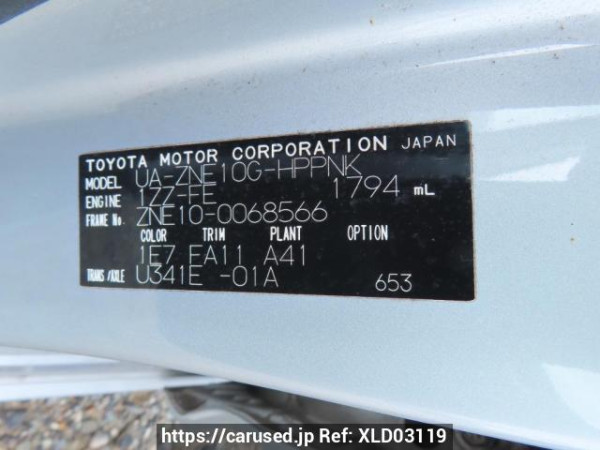 TOYOTA MOTOR CORPORATION JAPAN
MODEL UA-ZNE10G-HPPNK
ENGINE 1ZZ-FE 1794 mL
FRAME No. ZNE10-0068566
COLOR TRIM PLANT OPTION
1E7 FA11 A41
TRANS/AXLE U341E -01A 653
https://carused.jp Ref: XLD03119